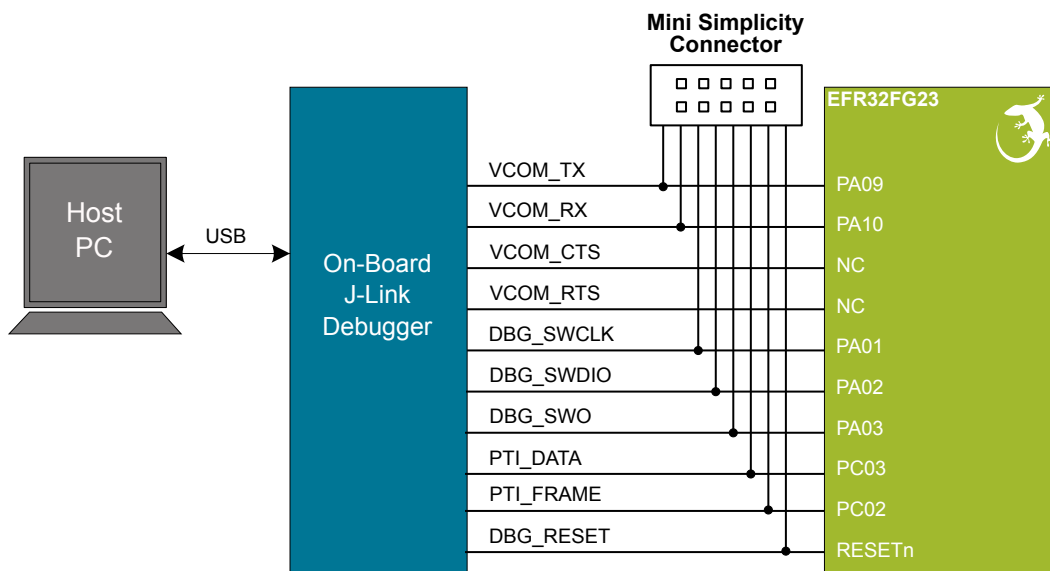 Mini Simplicity
Connector
EFR32FG23
Host
PC
USB
On-Board
J-Link
Debugger
VCOM_TX
PA09
VCOM_RX
PA10
VCOM_CTS
NC
VCOM_RTS
NC
DBG_SWCLK
PA01
DBG_SWDIO
PA02
DBG_SWO
PA03
PTI_DATA
PC03
PTI_FRAME
PC02
DBG_RESET
RESETn